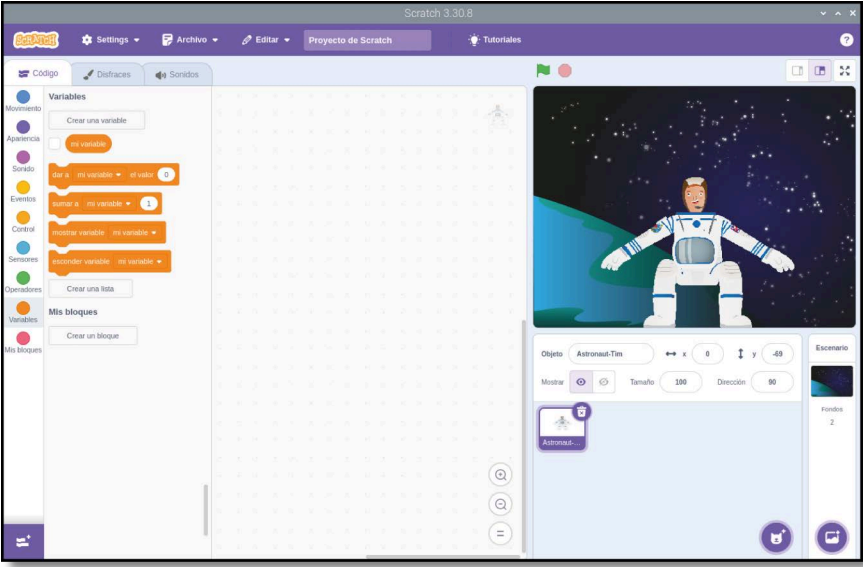 Scratch 3.30.8
SCRATCH Settings Archivo Editar Proyecto de Scratch Tutoriales ?
Código Disfraces Sonidos
Movimiento
Apariencia
Sonido
Eventos
Control
Sensores
Operadores
Variables
Mis bloques
Variables
Crear una variable
mi variable
dar a mi variable el valor 0
sumar a mi variable 1
mostrar variable mi variable
esconder variable mi variable
Crear una lista
Mis bloques
Crear un bloque
Objeto Astronaut-Tim x 0 y -69
Mostrar Tamaño 100 Dirección 90
Astronaut-...
Escenario
Fondos
2